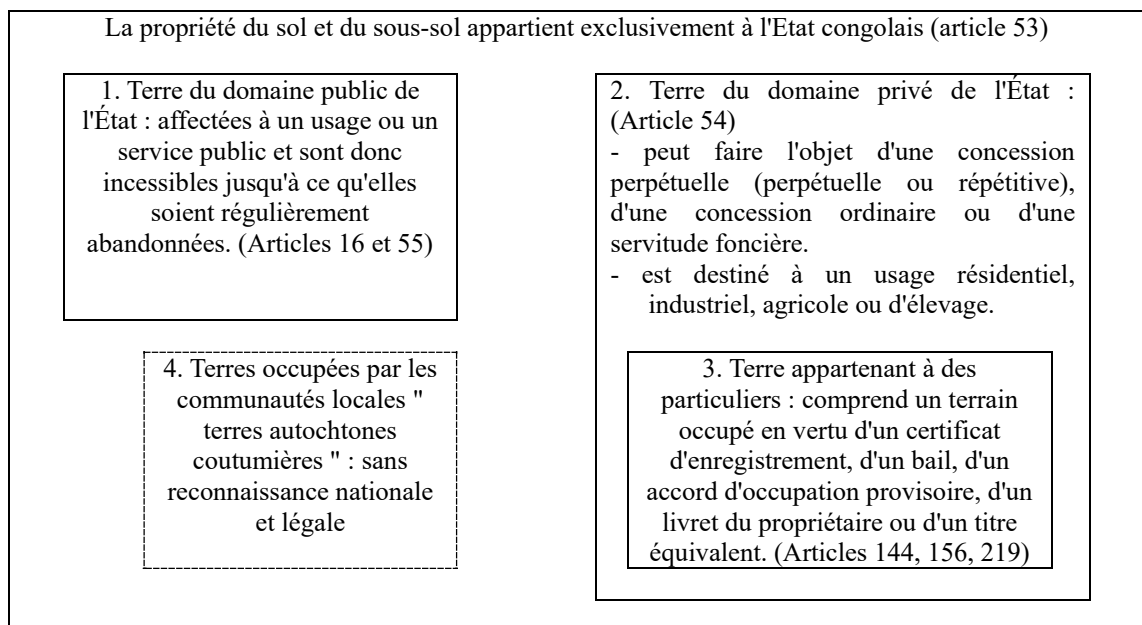 La propriété du sol et du sous-sol appartient exclusivement à l'Etat congolais (article 53)
1. Terre du domaine public de
l'État : affectées à un usage ou un
service public et sont donc
incessibles jusqu'à ce qu'elles
soient régulièrement
abandonnées. (Articles 16 et 55)
2. Terre du domaine privé de l'État :
(Article 54)
- peut faire l'objet d'une concession
perpétuelle (perpétuelle ou répétitive),
d'une concession ordinaire ou d'une
servitude foncière.
- est destiné à un usage résidentiel,
industriel, agricole ou d'élevage.
4. Terres occupées par les
communautés locales "
terres autochtones
coutumières " : sans
reconnaissance nationale
et légale
3. Terre appartenant à des
particuliers : comprend un terrain
occupé en vertu d'un certificat
d'enregistrement, d'un bail, d'un
accord d'occupation provisoire, d'un
livret du propriétaire ou d'un titre
équivalent. (Articles 144, 156, 219)